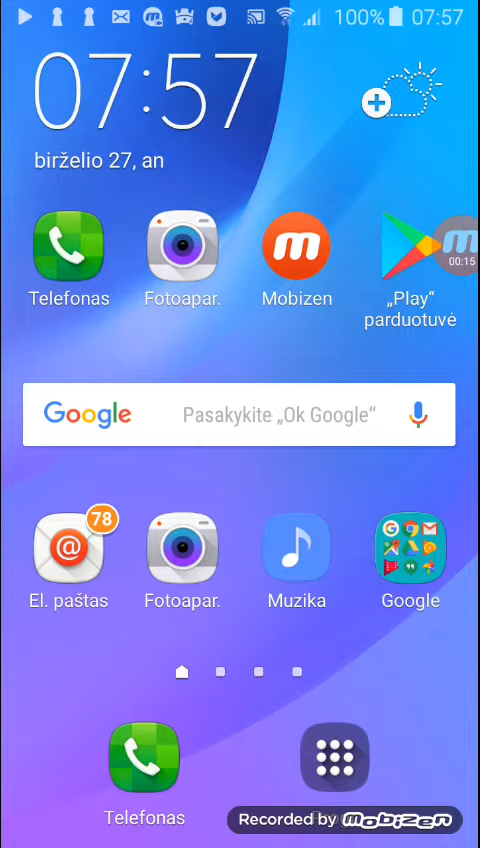 100% 07:57
07:57
birželio 27, an
Telefonas
Fotoapar.
Mobizen
„Play“
parduotuvė
00:15
Google
Pasakykite „Ok Google“
78
El. paštas
Fotoapar.
Muzika
Google
Telefonas
Recorded by mobizen